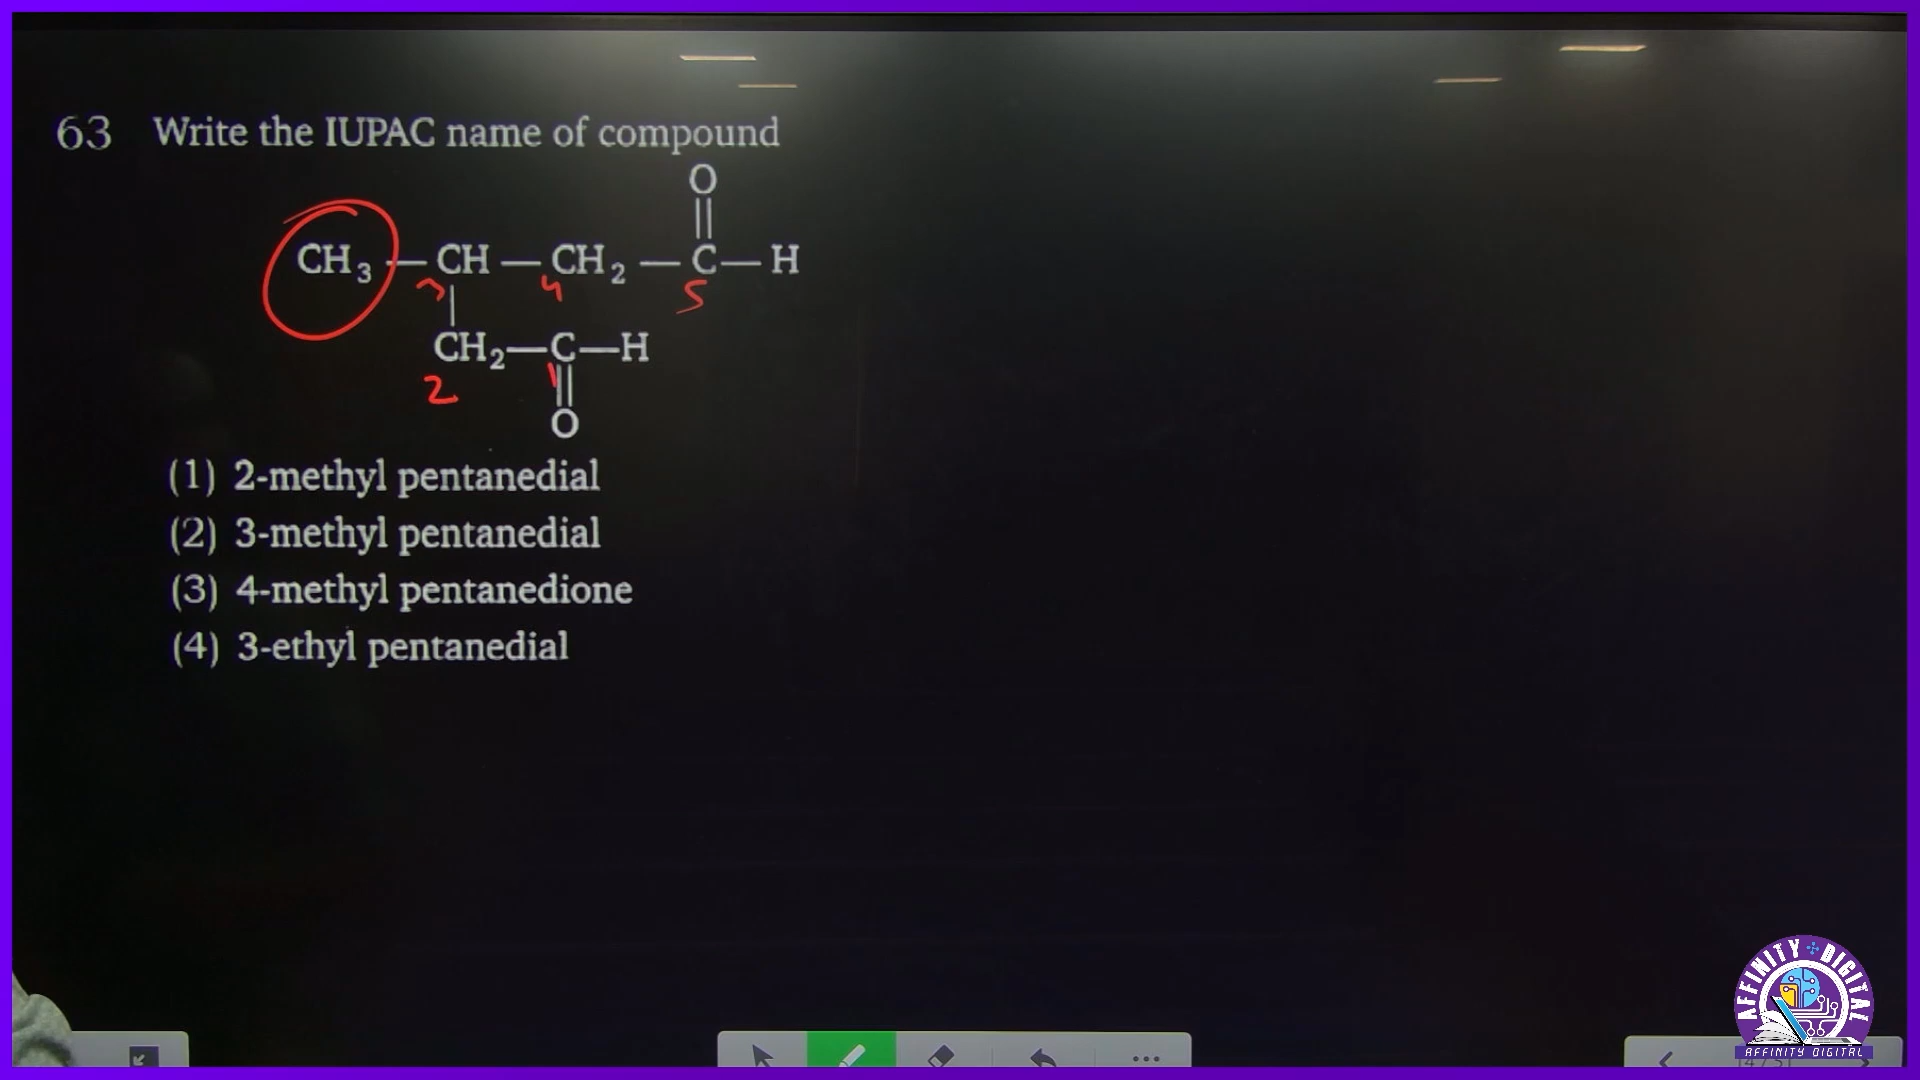 63 Write the IUPAC name of compound
O
||
CH₃ — CH — CH₂ — C — H
3 4 5
|
CH₂ — C — H
2 1
||
O
(1) 2-methyl pentanedial
(2) 3-methyl pentanedial
(3) 4-methyl pentanedione
(4) 3-ethyl pentanedial
AFFINITY DIGITAL
AFFINITY DIGITAL